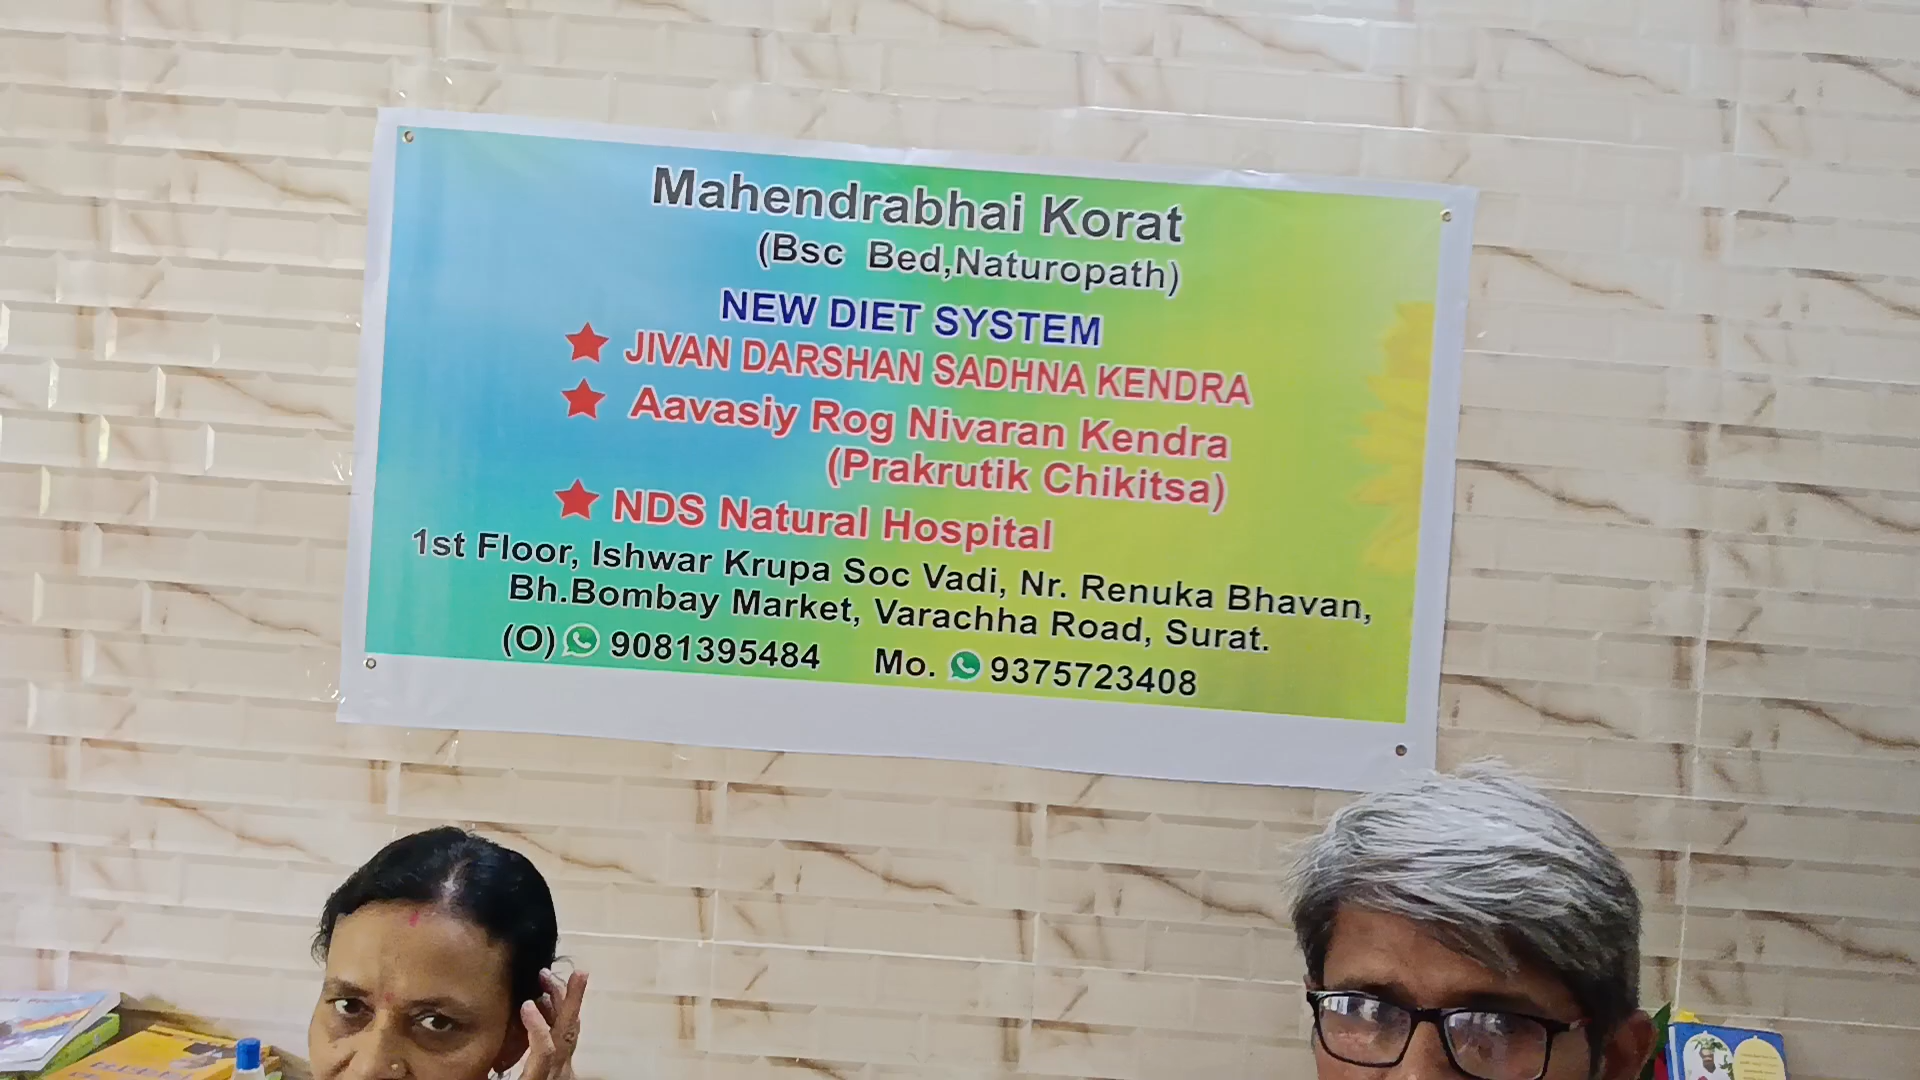 Mahendrabhai Korat
(Bsc Bed,Naturopath)
NEW DIET SYSTEM
JIVAN DARSHAN SADHNA KENDRA
Aavasiy Rog Nivaran Kendra
(Prakrutik Chikitsa)
NDS Natural Hospital
1st Floor, Ishwar Krupa Soc Vadi, Nr. Renuka Bhavan,
Bh.Bombay Market, Varachha Road, Surat.
(O) 9081395484 Mo. 9375723408